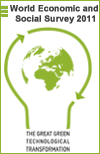 World Economic and
Social Survey 2011
THE GREAT GREEN
TECHNOLOGICAL
TRANSFORMATION